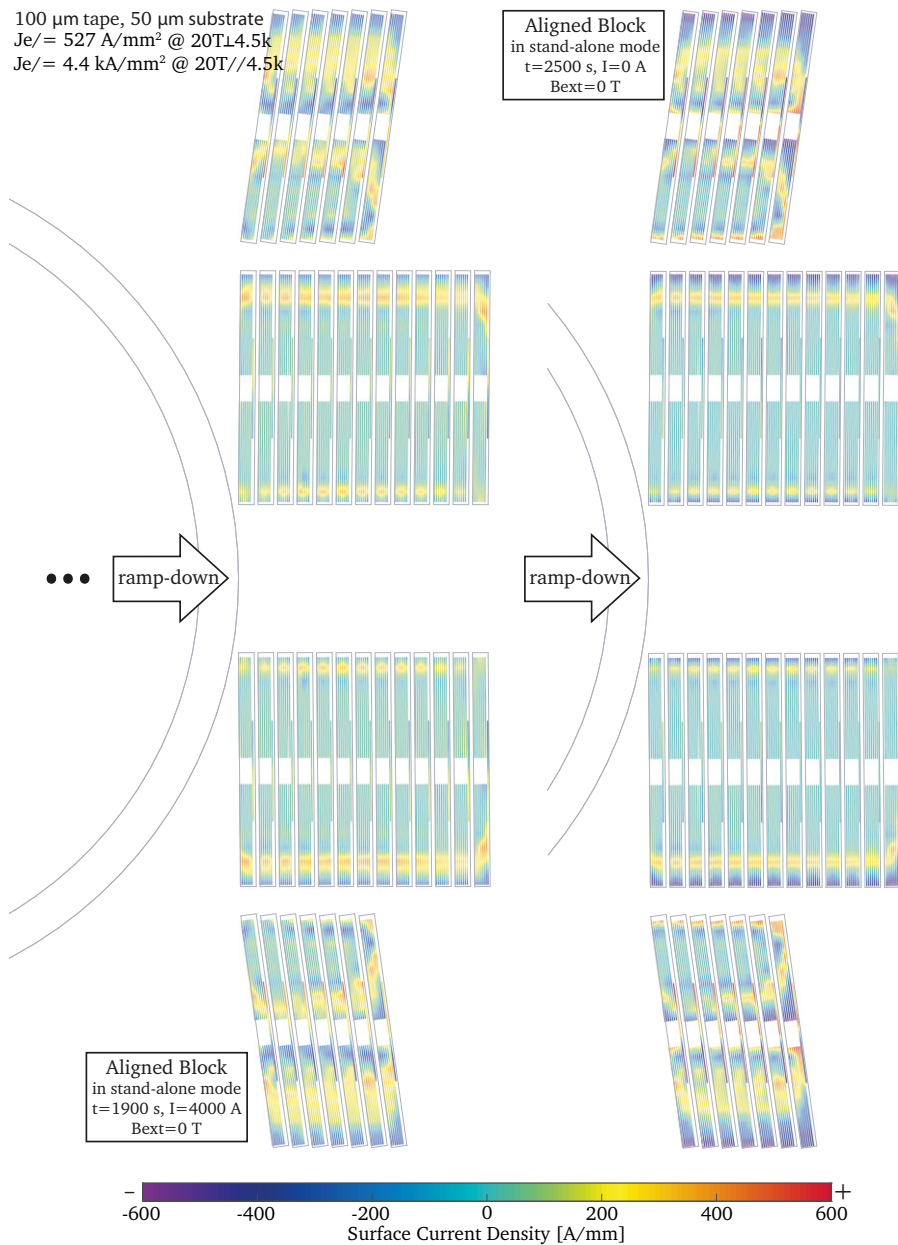 100 μm tape, 50 μm substrate
Je/= 527 A/mm² @ 20T⊥4.5k
Je/= 4.4 kA/mm² @ 20T//4.5k
Aligned Block
in stand-alone mode
t=2500 s, I=0 A
Bext=0 T
••• ramp-down
ramp-down
Aligned Block
in stand-alone mode
t=1900 s, I=4000 A
Bext=0 T
– +
-600 -400 -200 0 200 400 600
Surface Current Density [A/mm]